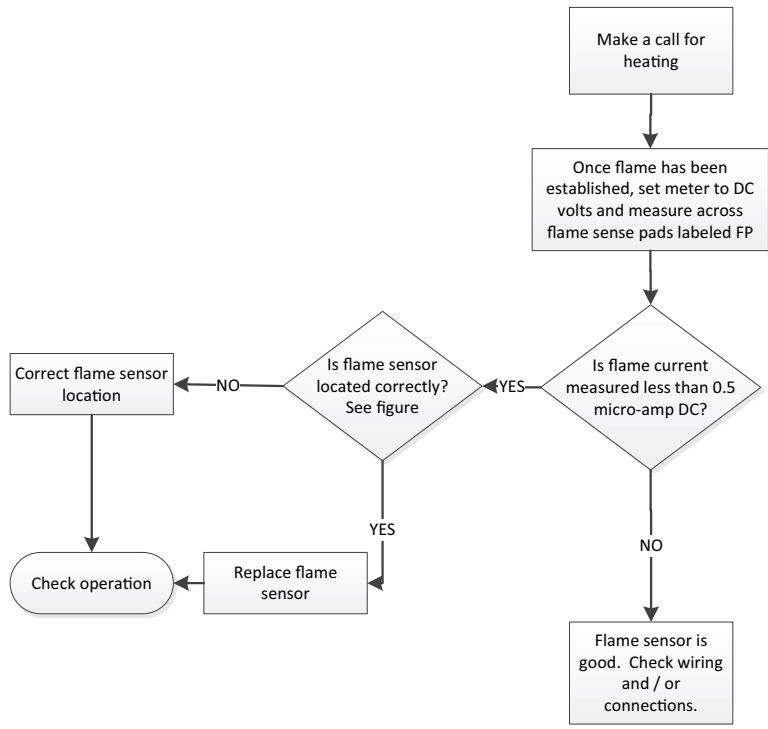 Make a call for
heating
Once flame has been
established, set meter to DC
volts and measure across
flame sense pads labeled FP
Is flame current
measured less than 0.5
micro-amp DC?
YES
Is flame sensor
located correctly?
See figure
NO
Correct flame sensor
location
YES
Replace flame
sensor
Check operation
NO
Flame sensor is
good.  Check wiring
and / or
connections.